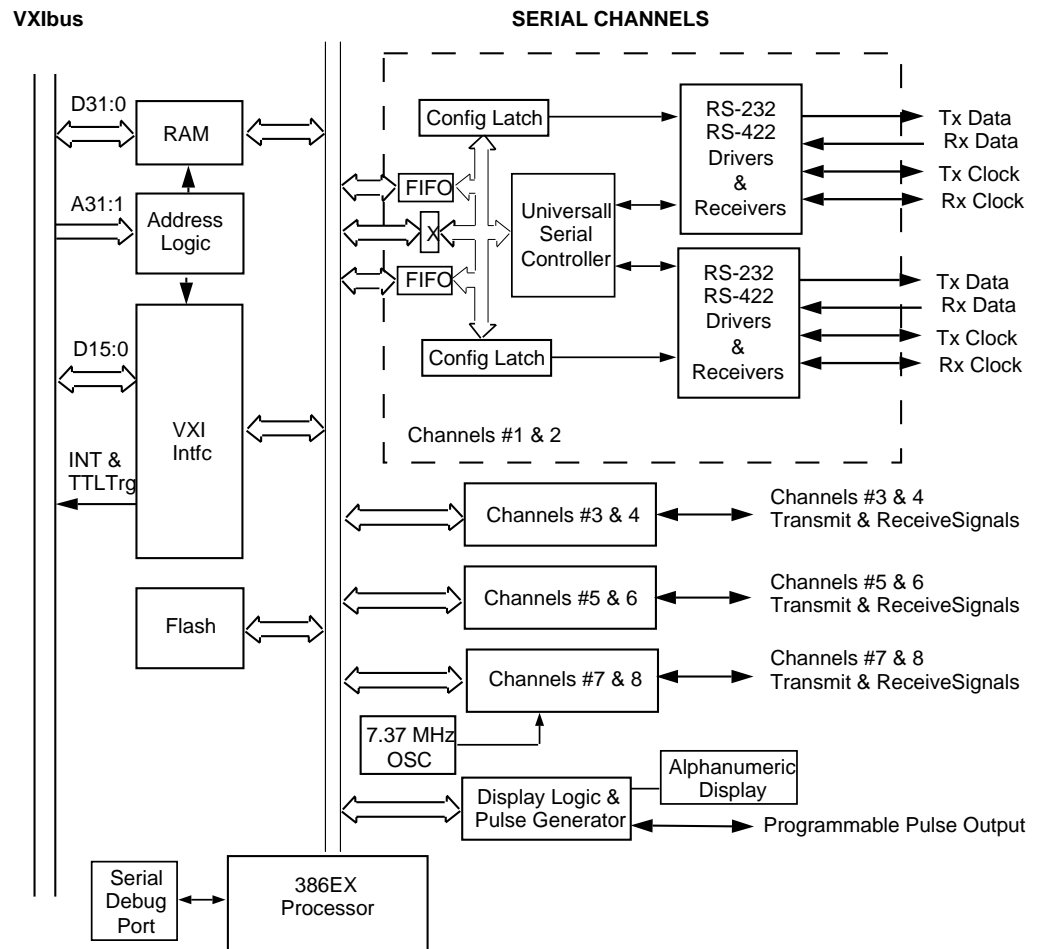 VXIbus
SERIAL CHANNELS
D31:0
RAM
A31:1
Address
Logic
D15:0
VXI
Intfc
INT &
TTLTrg
Flash
Config Latch
FIFO
X
FIFO
Config Latch
Universall
Serial
Controller
RS-232
RS-422
Drivers
&
Receivers
Tx Data
Rx Data
Tx Clock
Rx Clock
RS-232
RS-422
Drivers
&
Receivers
Tx Data
Rx Data
Tx Clock
Rx Clock
Channels #1 & 2
Channels #3 & 4
Channels #3 & 4
Transmit & ReceiveSignals
Channels #5 & 6
Channels #5 & 6
Transmit & ReceiveSignals
Channels #7 & 8
Channels #7 & 8
Transmit & ReceiveSignals
7.37 MHz
OSC
Alphanumeric
Display
Display Logic &
Pulse Generator
Programmable Pulse Output
Serial
Debug
Port
386EX
Processor